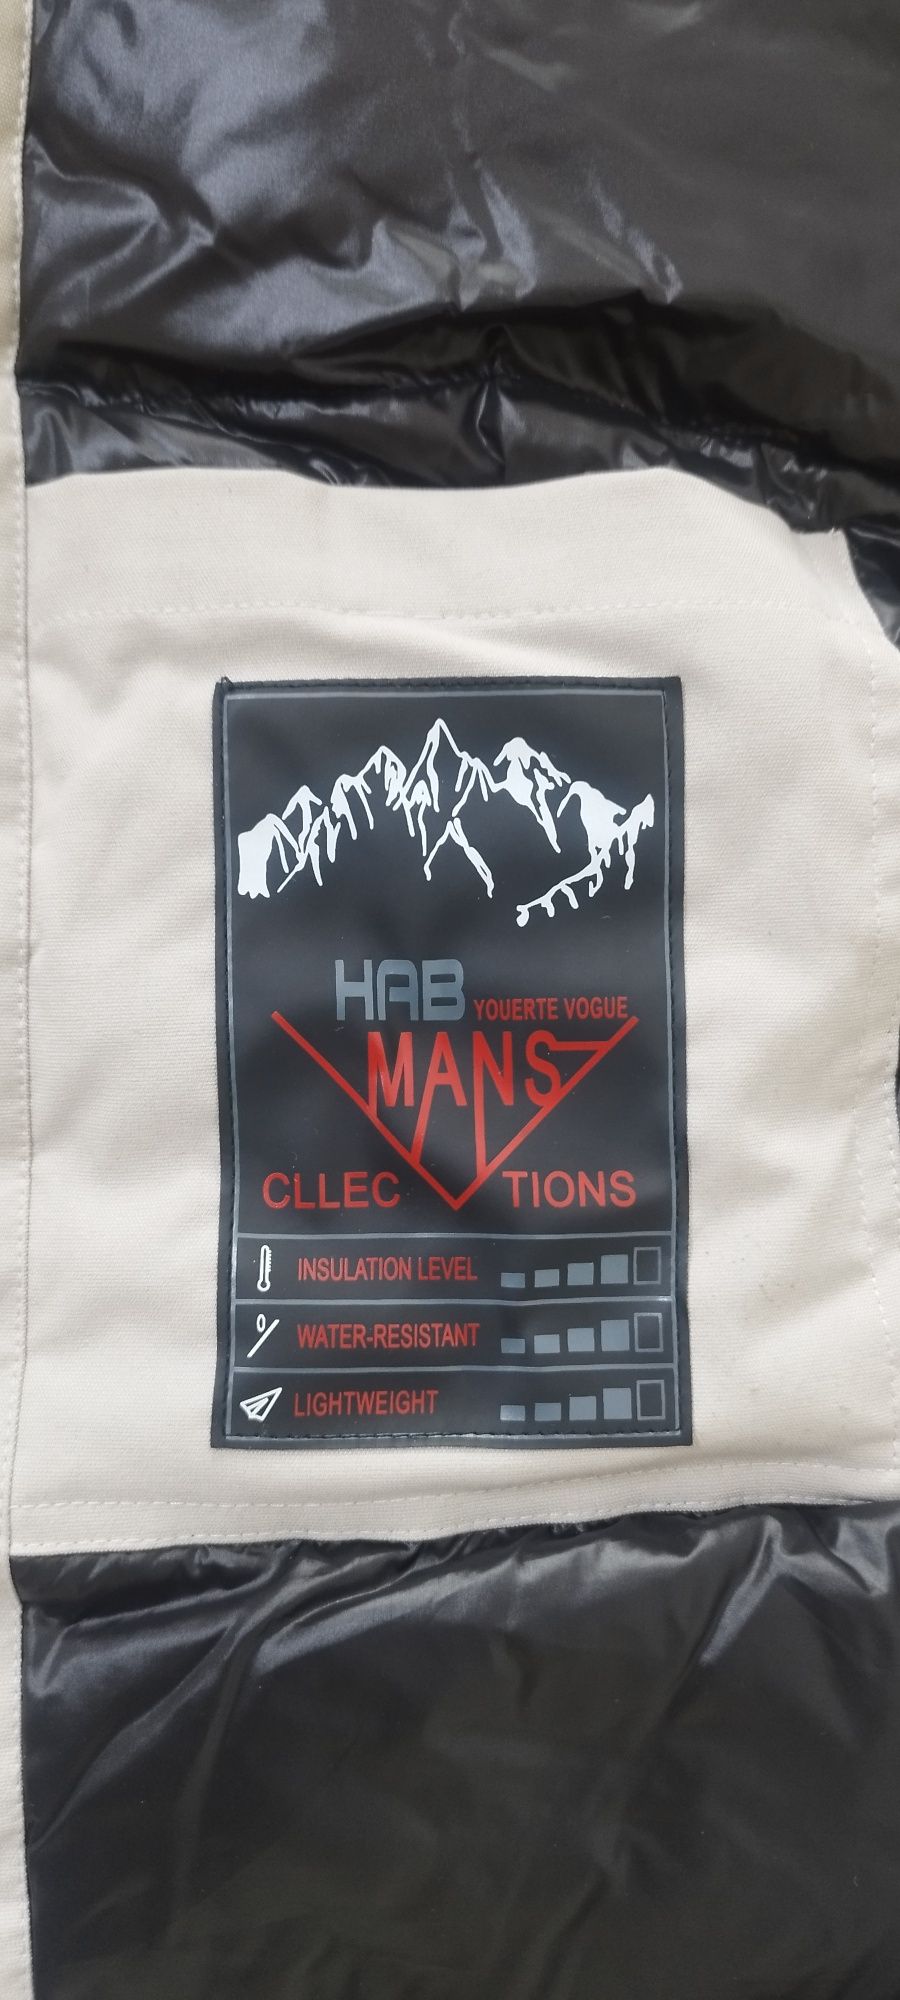 HAB YOUERTE VOGUE
MANS
CLLEC TIONS
INSULATION LEVEL
WATER-RESISTANT
LIGHTWEIGHT